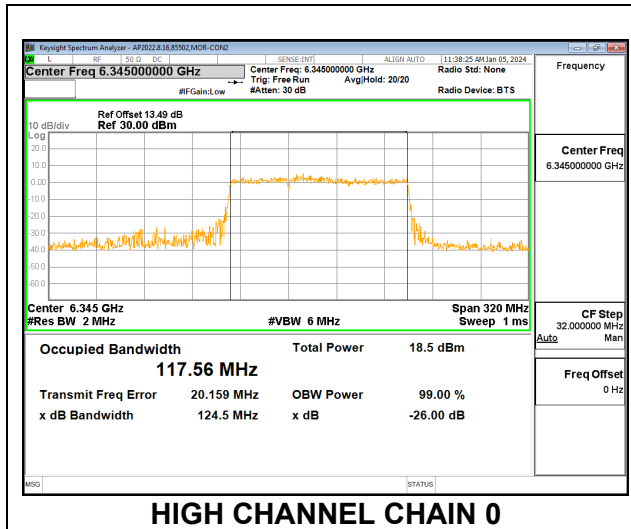 Keysight Spectrum Analyzer - AP2022.8.16,85502,MOR-CON2
L RF 50 Ω DC SENSE:INT ALIGN AUTO 11:38:25 AM Jan 05, 2024
Center Freq 6.345000000 GHz
Center Freq: 6.345000000 GHz
Radio Std: None
Trig: Free Run
Avg|Hold: 20/20
#IFGain:Low
#Atten: 30 dB
Radio Device: BTS
Ref Offset 13.49 dB
10 dB/div
Ref 30.00 dBm
Log
20.0
10.0
0.00
-10.0
-20.0
-30.0
-40.0
-50.0
-60.0
Center 6.345 GHz
Span 320 MHz
#Res BW 2 MHz
#VBW 6 MHz
Sweep 1 ms
Occupied Bandwidth
Total Power 18.5 dBm
117.56 MHz
Transmit Freq Error 20.159 MHz
OBW Power 99.00 %
x dB Bandwidth 124.5 MHz
x dB -26.00 dB
MSG
STATUS
Frequency
Center Freq
6.345000000 GHz
CF Step
32.000000 MHz
Auto Man
Freq Offset
0 Hz
HIGH CHANNEL CHAIN 0